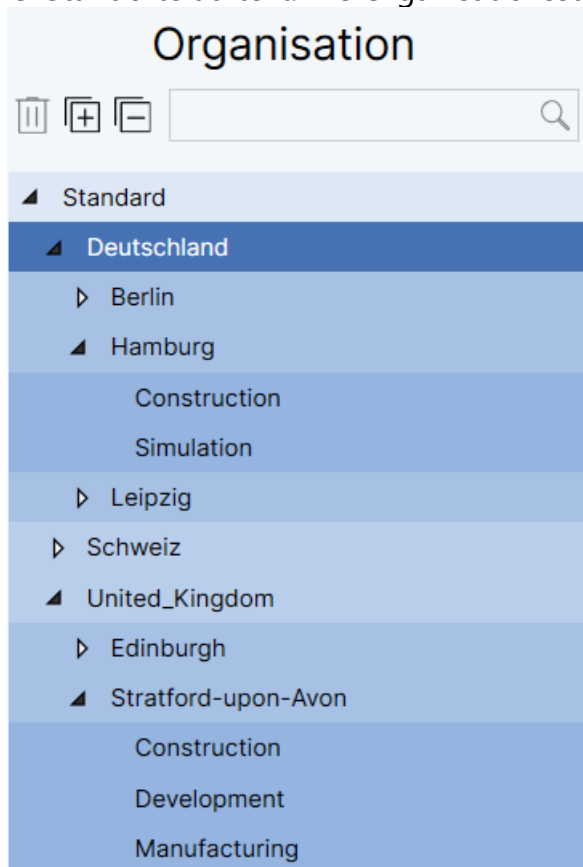 Organisation
Standard
Deutschland
Berlin
Hamburg
Construction
Simulation
Leipzig
Schweiz
United_Kingdom
Edinburgh
Stratford-upon-Avon
Construction
Development
Manufacturing